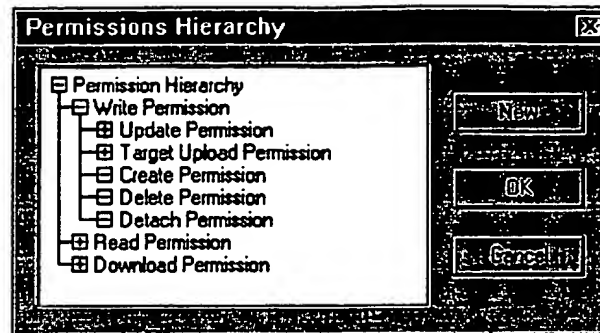 Permissions Hierarchy
Permission Hierarchy
Write Permission
Update Permission
Target Upload Permission
Create Permission
Delete Permission
Detach Permission
Read Permission
Download Permission
New
OK
Cancel